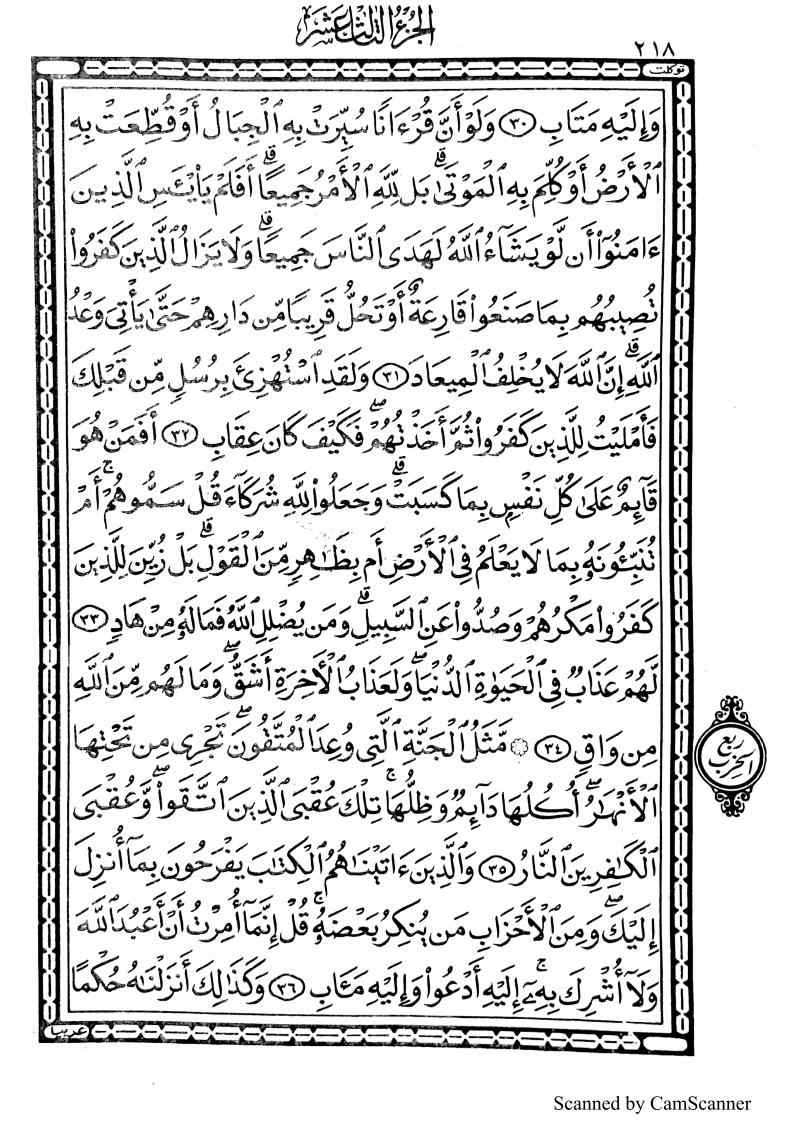 الجزء الثالث عشر
٢١٨
توكلت
وَإِلَيْهِ مَتَابِ ٣٠ وَلَوْ أَنَّ قُرْءَانًا سُيِّرَتْ بِهِ ٱلْجِبَالُ أَوْ قُطِّعَتْ بِهِ
ٱلْأَرْضُ أَوْ كُلِّمَ بِهِ ٱلْمَوْتَىٰۗ بَل لِّلَّهِ ٱلْأَمْرُ جَمِيعًاۗ أَفَلَمْ يَا۟يْـَٔسِ ٱلَّذِينَ
ءَامَنُوٓا۟ أَن لَّوْ يَشَآءُ ٱللَّهُ لَهَدَى ٱلنَّاسَ جَمِيعًاۗ وَلَا يَزَالُ ٱلَّذِينَ كَفَرُوا۟
تُصِيبُهُم بِمَا صَنَعُوا۟ قَارِعَةٌ أَوْ تَحُلُّ قَرِيبًا مِّن دَارِهِمْ حَتَّىٰ يَأْتِىَ وَعْدُ
ٱللَّهِۗ إِنَّ ٱللَّهَ لَا يُخْلِفُ ٱلْمِيعَادَ ٣١ وَلَقَدِ ٱسْتُهْزِئَ بِرُسُلٍ مِّن قَبْلِكَ
فَأَمْلَيْتُ لِلَّذِينَ كَفَرُوا۟ ثُمَّ أَخَذْتُهُمْۖ فَكَيْفَ كَانَ عِقَابِ ٣٢ أَفَمَنْ هُوَ
قَآئِمٌ عَلَىٰ كُلِّ نَفْسٍۭ بِمَا كَسَبَتْۗ وَجَعَلُوا۟ لِلَّهِ شُرَكَآءَ قُلْ سَمُّوهُمْۚ أَمْ
تُنَبِّـُٔونَهُۥ بِمَا لَا يَعْلَمُ فِى ٱلْأَرْضِ أَم بِظَـٰهِرٍ مِّنَ ٱلْقَوْلِۗ بَلْ زُيِّنَ لِلَّذِينَ
كَفَرُوا۟ مَكْرُهُمْ وَصُدُّوا۟ عَنِ ٱلسَّبِيلِۗ وَمَن يُضْلِلِ ٱللَّهُ فَمَا لَهُۥ مِنْ هَادٍ ٣٣
لَّهُمْ عَذَابٌ فِى ٱلْحَيَوٰةِ ٱلدُّنْيَاۖ وَلَعَذَابُ ٱلْـَٔاخِرَةِ أَشَقُّۖ وَمَا لَهُم مِّنَ ٱللَّهِ
مِن وَاقٍ ٣٤ ۞ مَّثَلُ ٱلْجَنَّةِ ٱلَّتِى وُعِدَ ٱلْمُتَّقُونَۖ تَجْرِى مِن تَحْتِهَا
ٱلْأَنْهَـٰرُۖ أُكُلُهَا دَآئِمٌ وَظِلُّهَاۚ تِلْكَ عُقْبَى ٱلَّذِينَ ٱتَّقَوا۟ۖ وَّعُقْبَى
ٱلْكَـٰفِرِينَ ٱلنَّارُ ٣٥ وَٱلَّذِينَ ءَاتَيْنَـٰهُمُ ٱلْكِتَـٰبَ يَفْرَحُونَ بِمَآ أُنزِلَ
إِلَيْكَۖ وَمِنَ ٱلْأَحْزَابِ مَن يُنكِرُ بَعْضَهُۥۚ قُلْ إِنَّمَآ أُمِرْتُ أَنْ أَعْبُدَ ٱللَّهَ
وَلَآ أُشْرِكَ بِهِۦٓۚ إِلَيْهِ أَدْعُوا۟ وَإِلَيْهِ مَـَٔابِ ٣٦ وَكَذَٰلِكَ أَنزَلْنَـٰهُ حُكْمًا
ربع
الحزب
عربيا
Scanned by CamScanner